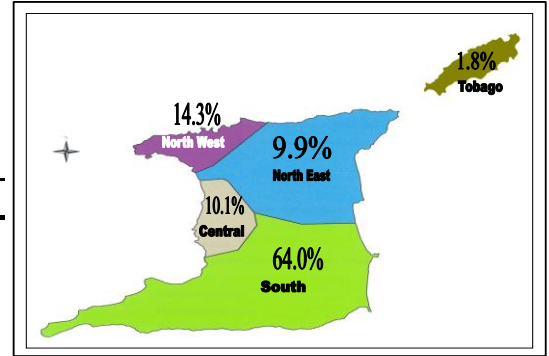 1.8%
Tobago
14.3%
North West
9.9%
North East
10.1%
Central
64.0%
South